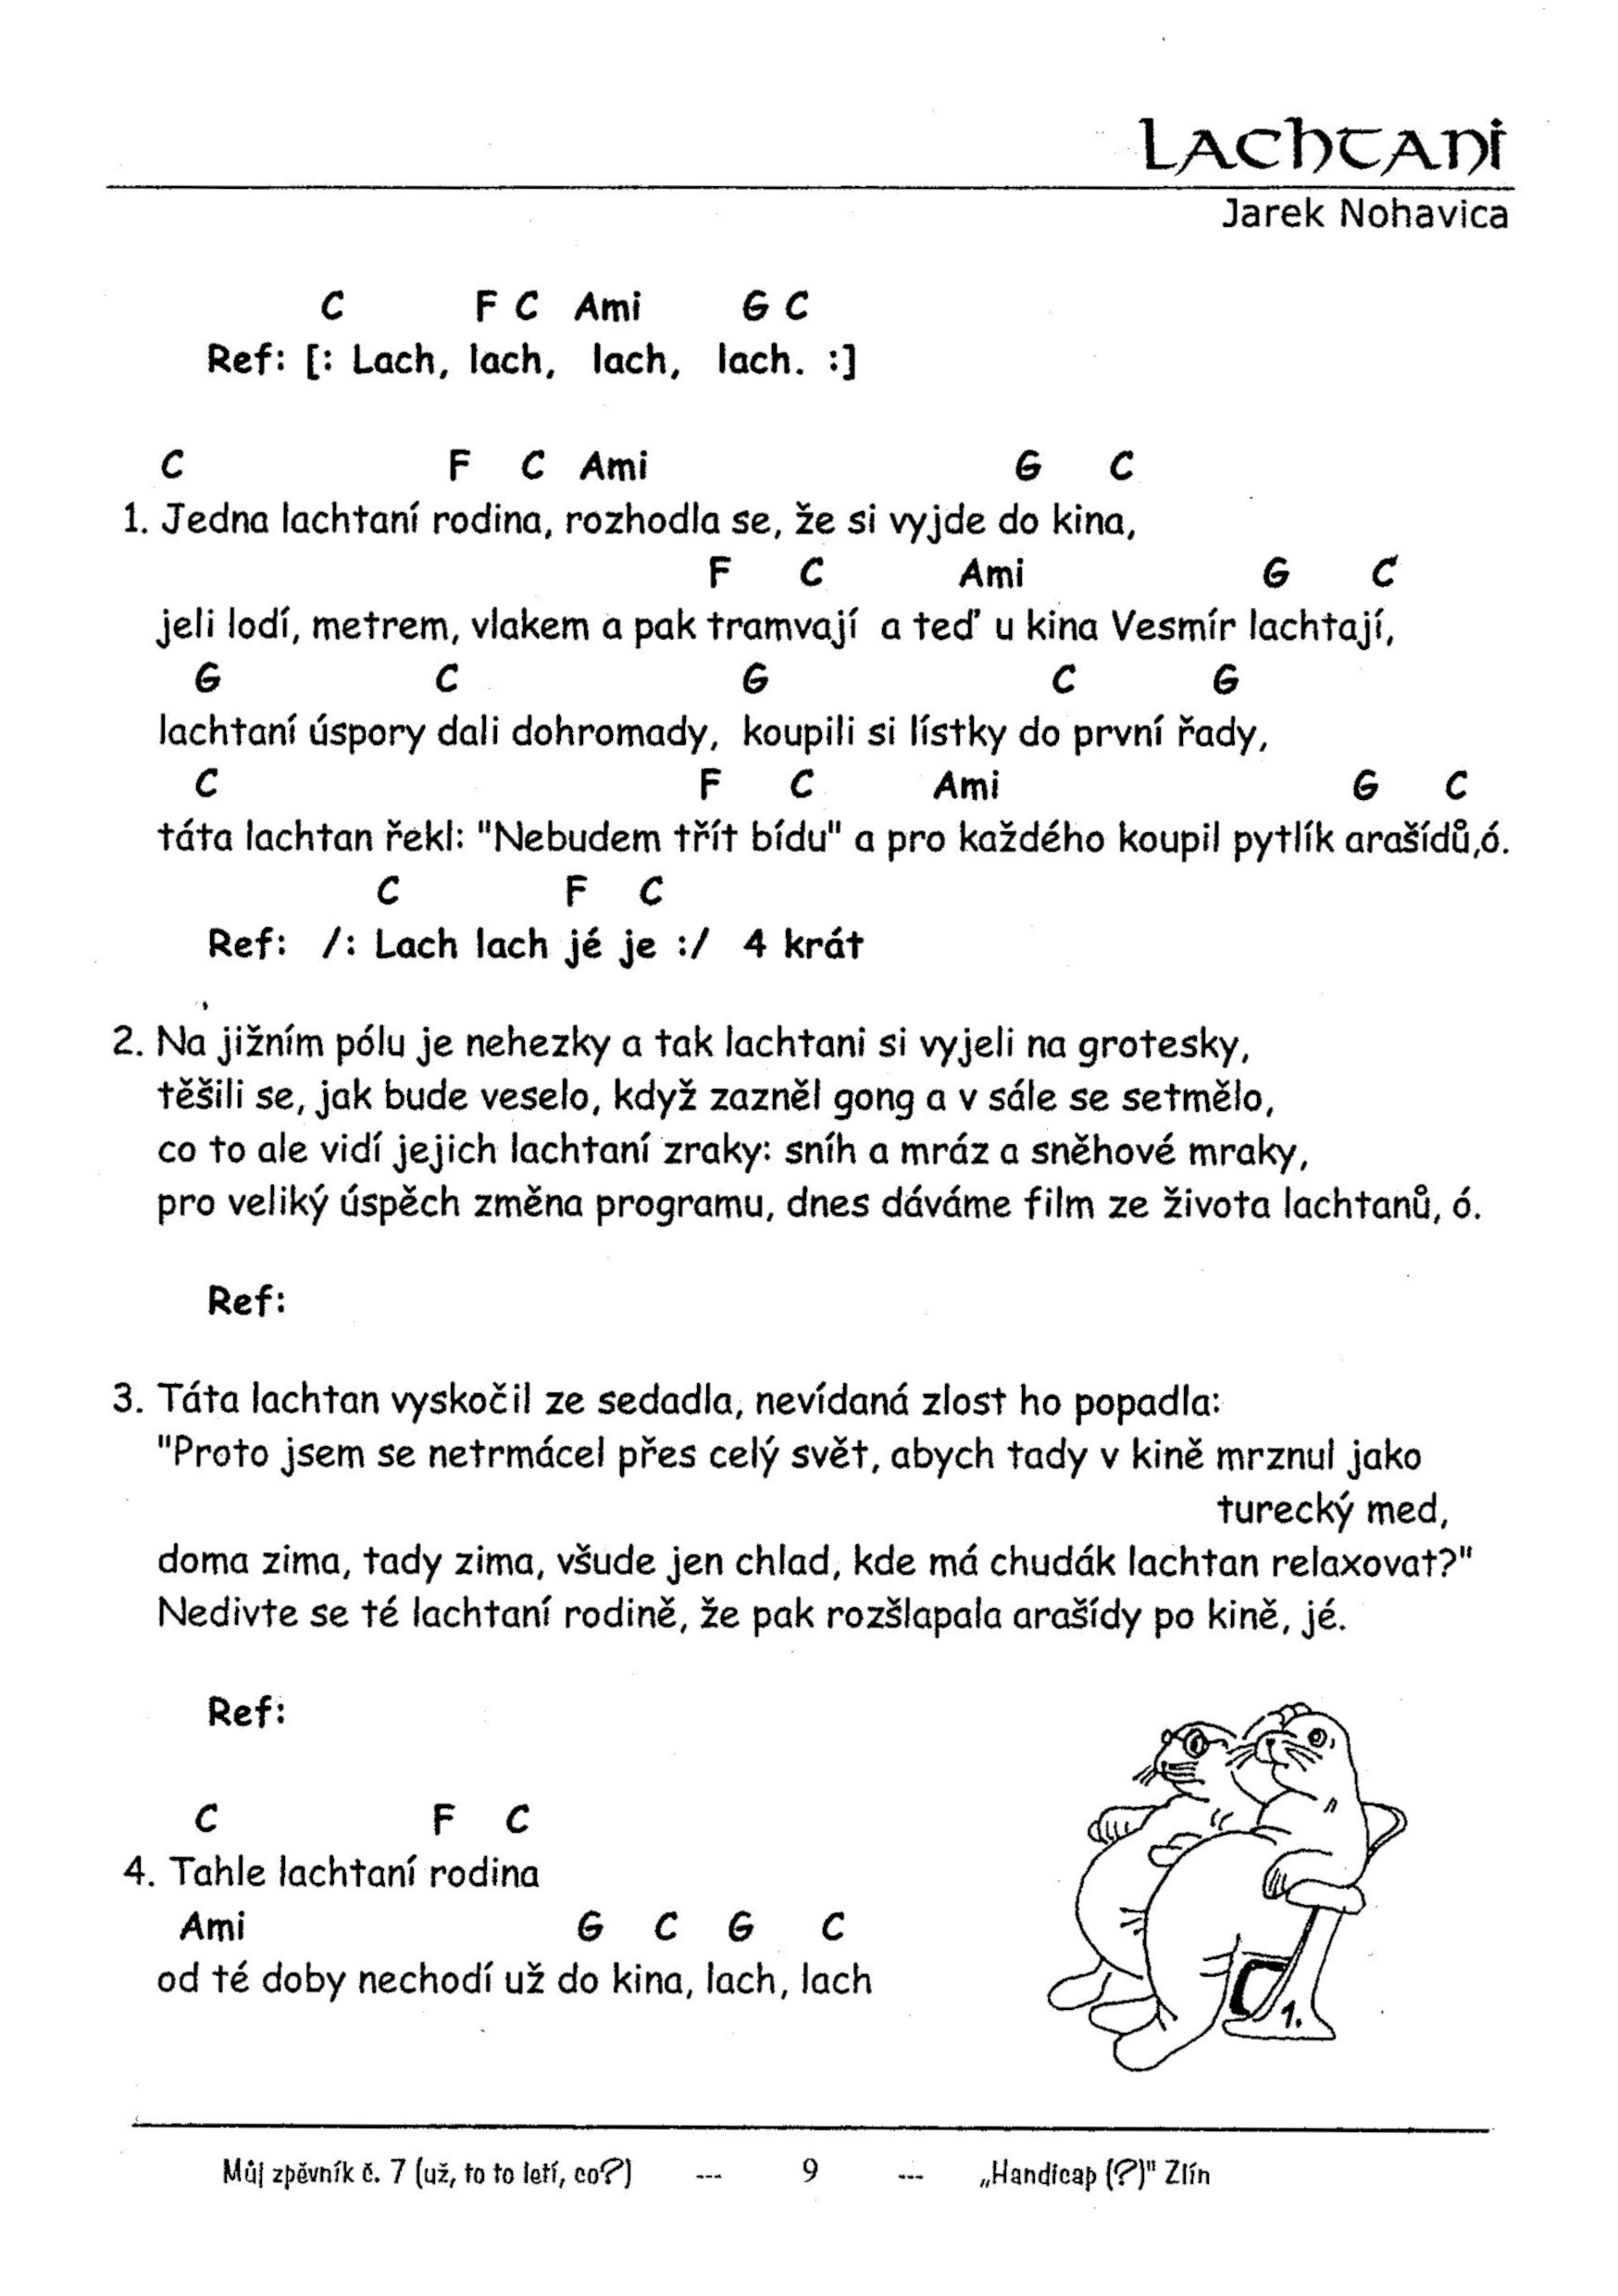 Lachtani
Jarek Nohavica
C F C Ami G C
Ref: [: Lach, lach, lach, lach. :]
C F C Ami G C
1. Jedna lachtaní rodina, rozhodla se, že si vyjde do kina,
F C Ami G C
jeli lodí, metrem, vlakem a pak tramvají a teď u kina Vesmír lachtají,
G C G C G
lachtaní úspory dali dohromady, koupili si lístky do první řady,
C F C Ami G C
táta lachtan řekl: "Nebudem třít bídu" a pro každého koupil pytlík arašídů,ó.
C F C
Ref: /: Lach lach jé je :/ 4 krát
2. Na jižním pólu je nehezky a tak lachtani si vyjeli na grotesky,
těšili se, jak bude veselo, když zazněl gong a v sále se setmělo,
co to ale vidí jejich lachtaní zraky: sníh a mráz a sněhové mraky,
pro veliký úspěch změna programu, dnes dáváme film ze života lachtanů, ó.
Ref:
3. Táta lachtan vyskočil ze sedadla, nevídaná zlost ho popadla:
"Proto jsem se netrmácel přes celý svět, abych tady v kině mrznul jako
turecký med,
doma zima, tady zima, všude jen chlad, kde má chudák lachtan relaxovat?"
Nedivte se té lachtaní rodině, že pak rozšlapala arašídy po kině, jé.
Ref:
C F C
4. Tahle lachtaní rodina
Ami G C G C
od té doby nechodí už do kina, lach, lach
1.
Můj zpěvník č. 7 (už, to to letí, co?) --- 9 --- „Handicap (?)" Zlín